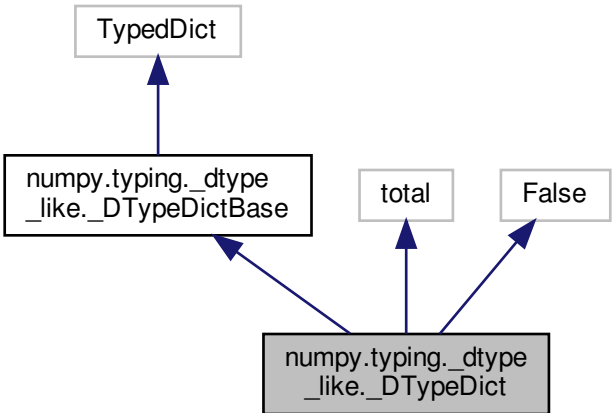 TypedDict
numpy.typing._dtype
_like._DTypeDictBase
total
False
numpy.typing._dtype
_like._DTypeDict